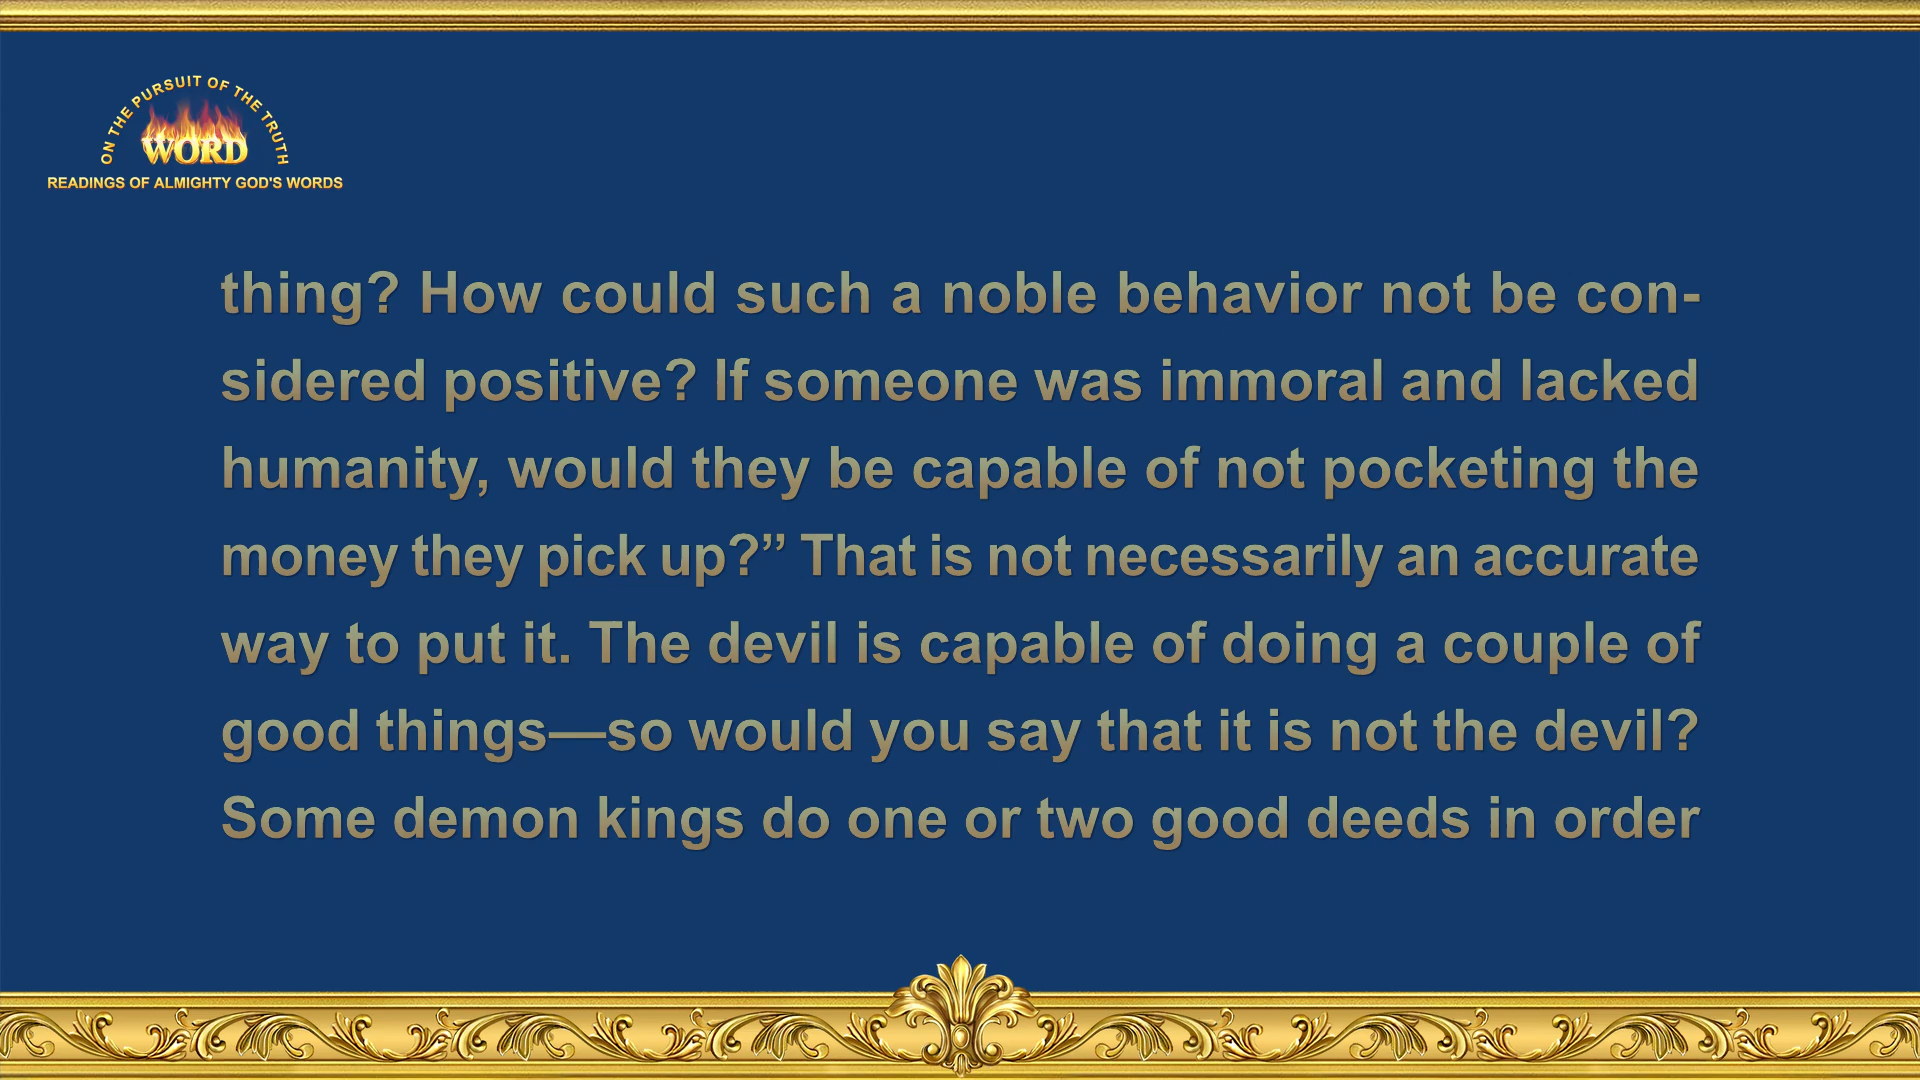 ON THE PURSUIT OF THE TRUTH
WORD
READINGS OF ALMIGHTY GOD'S WORDS
thing? How could such a noble behavior not be con-
sidered positive? If someone was immoral and lacked
humanity, would they be capable of not pocketing the
money they pick up?” That is not necessarily an accurate
way to put it. The devil is capable of doing a couple of
good things—so would you say that it is not the devil?
Some demon kings do one or two good deeds in order